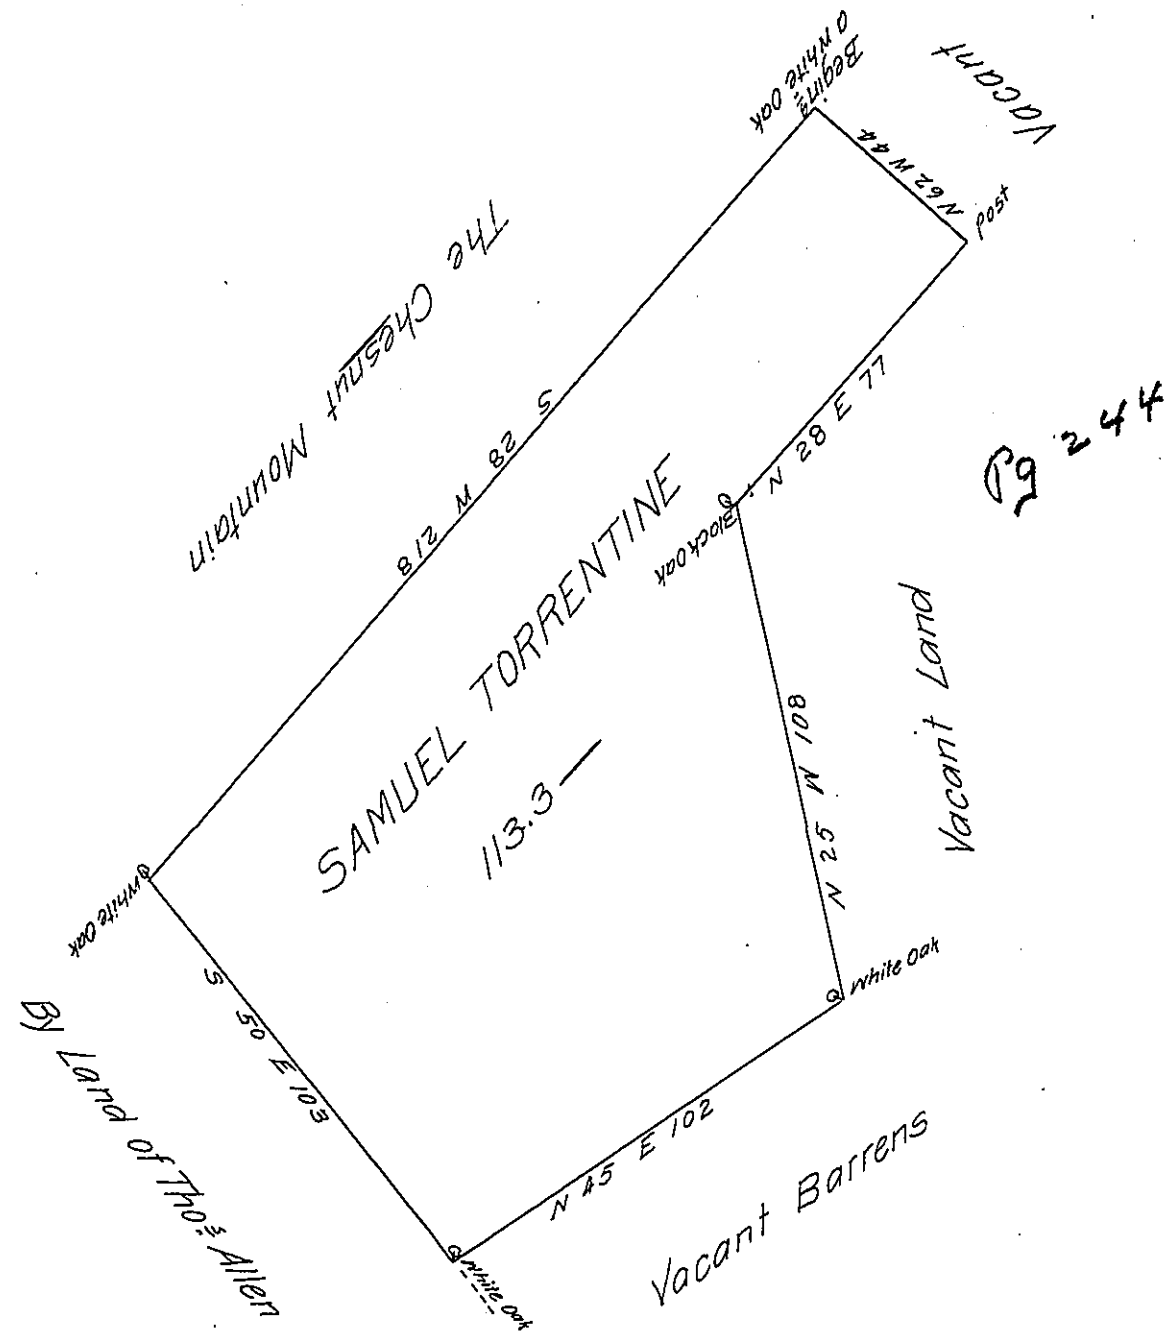 Begin.g
a white Oak
Vacant
N 62 W 44
post
The Chesnut Mountain
S 28 W 218
N 28 E 77
Pg 244
Black Oak
SAMUEL TORRENTINE
113.3
Vacant Land
N 25 W 108
White Oak
White Oak
S 50 E 103
By Land of Thos. Allen
N 45 E 102
Vacant Barrens
White Oak